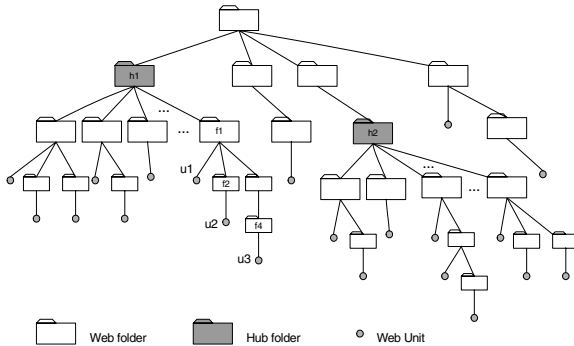 h1
...
... f1
h2
u1
f2
...
...
u2
f4
u3
Web folder Hub folder Web Unit